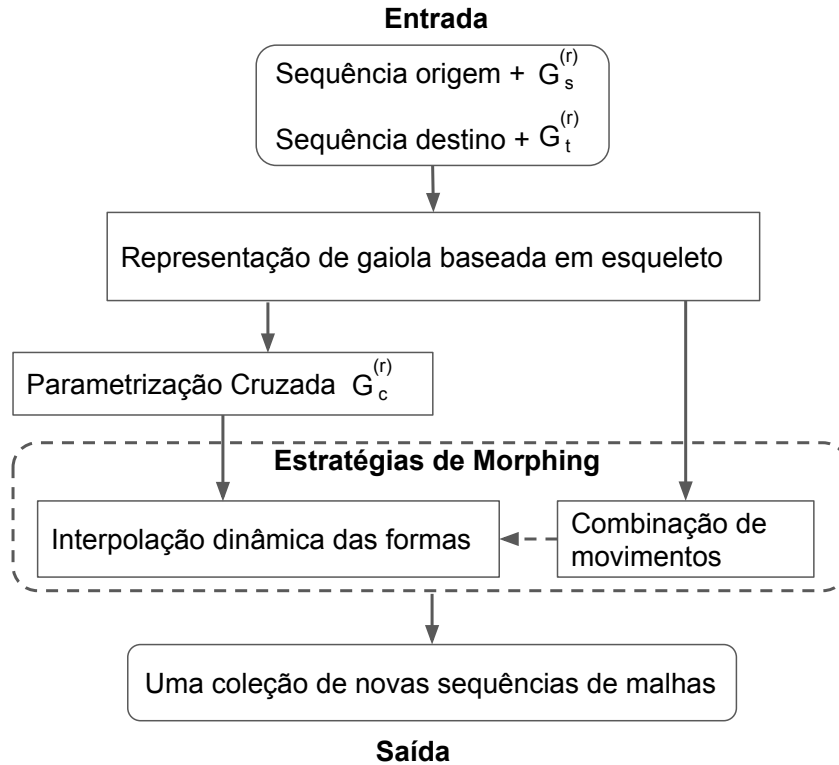 Entrada
Sequência origem + G_s^(r)
Sequência destino + G_t^(r)
Representação de gaiola baseada em esqueleto
Parametrização Cruzada G_c^(r)
Estratégias de Morphing
Interpolação dinâmica das formas
Combinação de
movimentos
Uma coleção de novas sequências de malhas
Saída